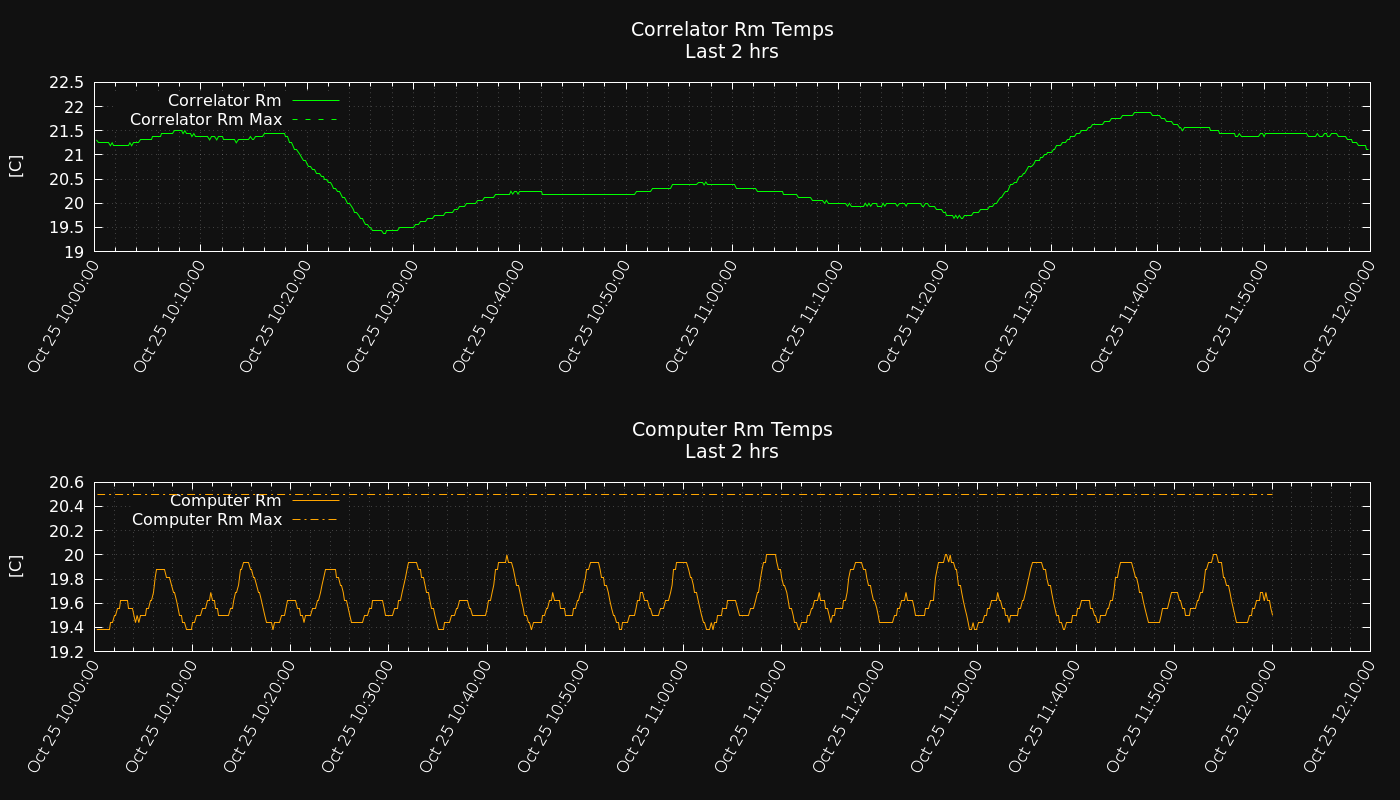 Correlator Rm Temps
Last 2 hrs
22.5
22
21.5
21
20.5
20
19.5
19
[C]
Correlator Rm
Correlator Rm Max
Oct 25 10:00:00
Oct 25 10:10:00
Oct 25 10:20:00
Oct 25 10:30:00
Oct 25 10:40:00
Oct 25 10:50:00
Oct 25 11:00:00
Oct 25 11:10:00
Oct 25 11:20:00
Oct 25 11:30:00
Oct 25 11:40:00
Oct 25 11:50:00
Oct 25 12:00:00
Computer Rm Temps
Last 2 hrs
20.6
20.4
20.2
20
19.8
19.6
19.4
19.2
[C]
Computer Rm
Computer Rm Max
Oct 25 10:00:00
Oct 25 10:10:00
Oct 25 10:20:00
Oct 25 10:30:00
Oct 25 10:40:00
Oct 25 10:50:00
Oct 25 11:00:00
Oct 25 11:10:00
Oct 25 11:20:00
Oct 25 11:30:00
Oct 25 11:40:00
Oct 25 11:50:00
Oct 25 12:00:00
Oct 25 12:10:00